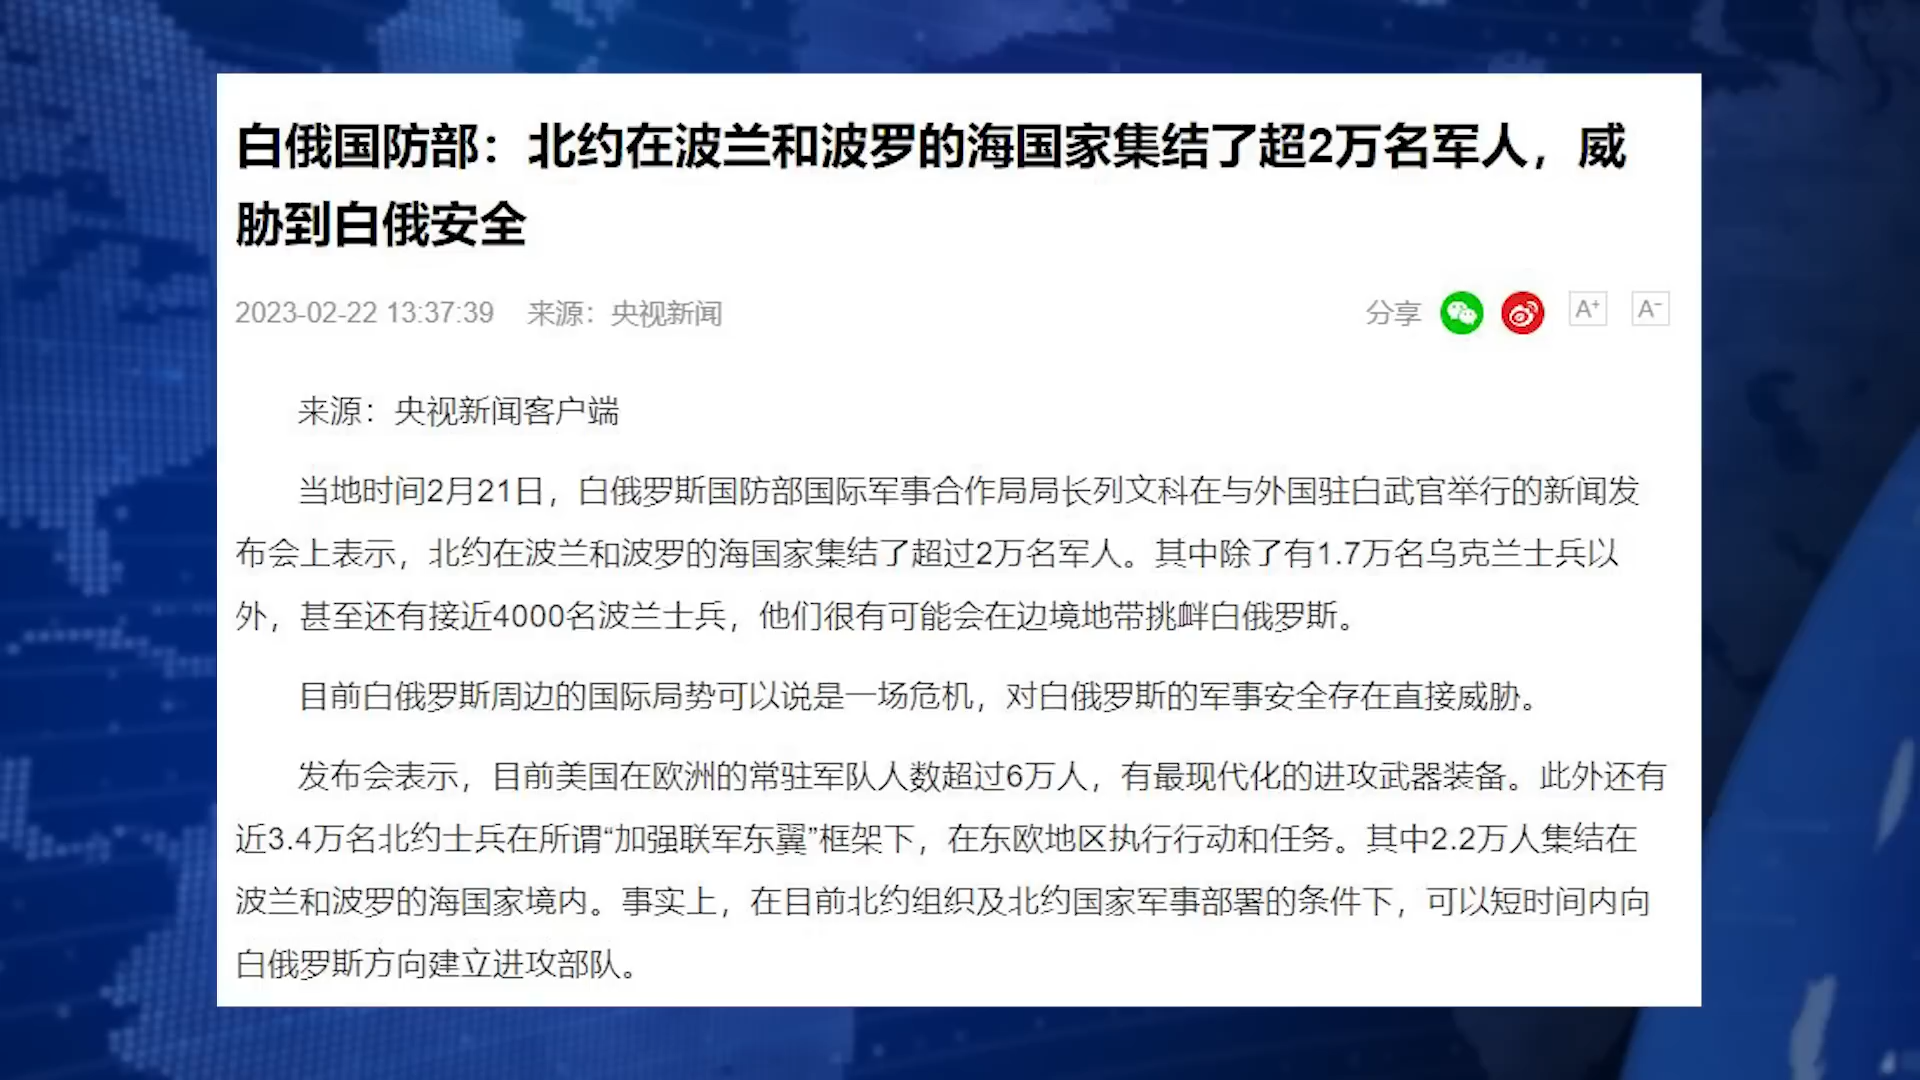 白俄国防部：北约在波兰和波罗的海国家集结了超2万名军人，威
胁到白俄安全
2023-02-22 13:37:39 来源：央视新闻 分享 A+ A-
来源：央视新闻客户端
当地时间2月21日，白俄罗斯国防部国际军事合作局局长列文科在与外国驻白武官举行的新闻发
布会上表示，北约在波兰和波罗的海国家集结了超过2万名军人。其中除了有1.7万名乌克兰士兵以
外，甚至还有接近4000名波兰士兵，他们很有可能会在边境地带挑衅白俄罗斯。
目前白俄罗斯周边的国际局势可以说是一场危机，对白俄罗斯的军事安全存在直接威胁。
发布会表示，目前美国在欧洲的常驻军队人数超过6万人，有最现代化的进攻武器装备。此外还有
近3.4万名北约士兵在所谓“加强联军东翼”框架下，在东欧地区执行行动和任务。其中2.2万人集结在
波兰和波罗的海国家境内。事实上，在目前北约组织及北约国家军事部署的条件下，可以短时间内向
白俄罗斯方向建立进攻部队。